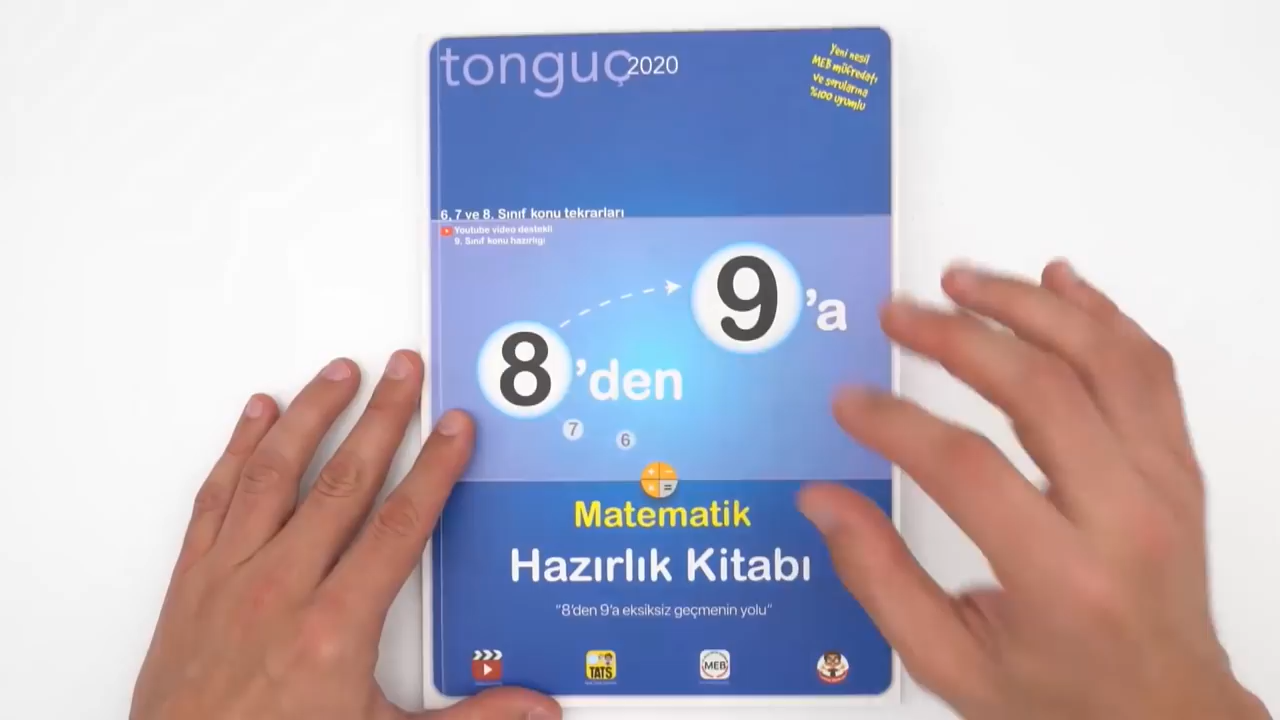 tonguç 2020
Yeni nesil
MEB müfredatı
ve sorularına
%100 uyumlu
6, 7 ve 8. Sınıf konu tekrarları
Youtube video destekli
9. Sınıf konu hazırlığı
9'a
8'den
7 6
Matematik
Hazırlık Kitabı
"8'den 9'a eksiksiz geçmenin yolu"
TATS
MEB